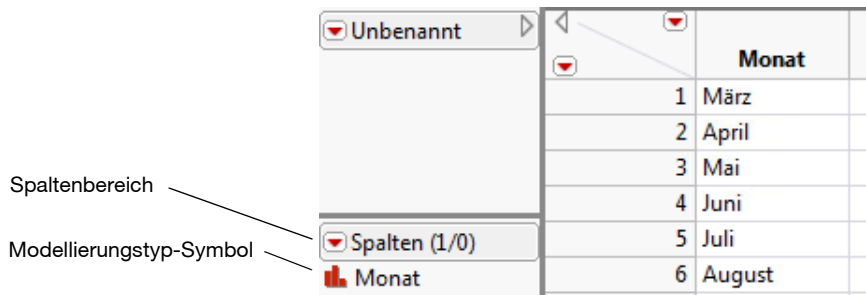 Unbenannt
Monat
1 März
2 April
3 Mai
4 Juni
5 Juli
6 August
Spaltenbereich
Spalten (1/0)
Modellierungstyp-Symbol
Monat